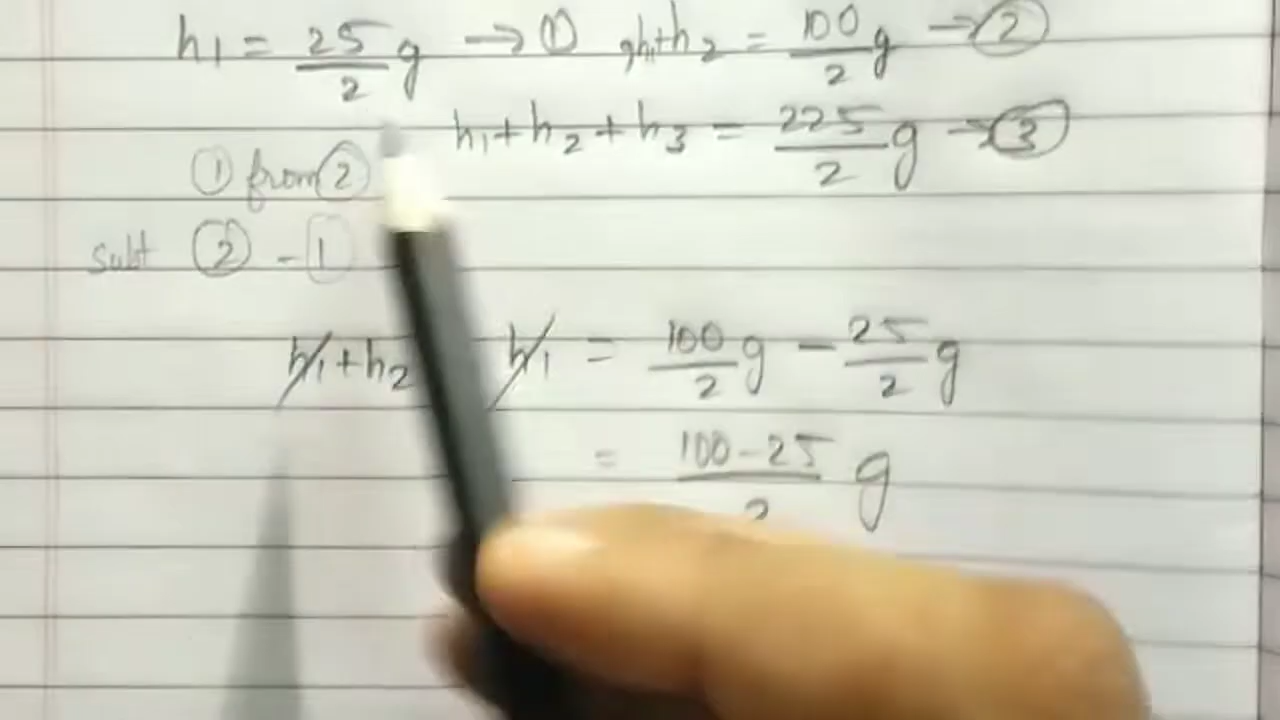 h₁ = 25/2 g → ① gh₁+h₂ = 100/2 g → ②
h₁+h₂+h₃ = 225/2 g → ③
① from ②
subt ② - ①
h₁+h₂ h₁ = 100/2 g - 25/2 g
= 100-25/2 g